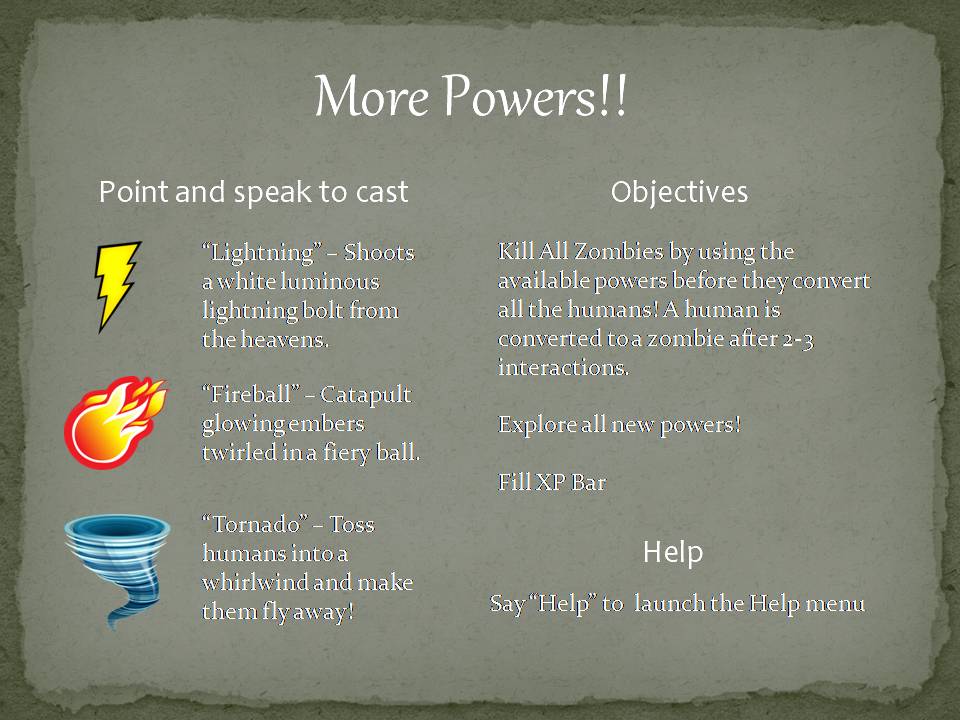 More Powers!!
Point and speak to cast
“Lightning” – Shoots
a white luminous
lightning bolt from
the heavens.
“Fireball” – Catapult
glowing embers
twirled in a fiery ball.
“Tornado” – Toss
humans into a
whirlwind and make
them fly away!
Objectives
Kill All Zombies by using the
available powers before they convert
all the humans! A human is
converted to a zombie after 2-3
interactions.
Explore all new powers!
Fill XP Bar
Help
Say “Help” to launch the Help menu